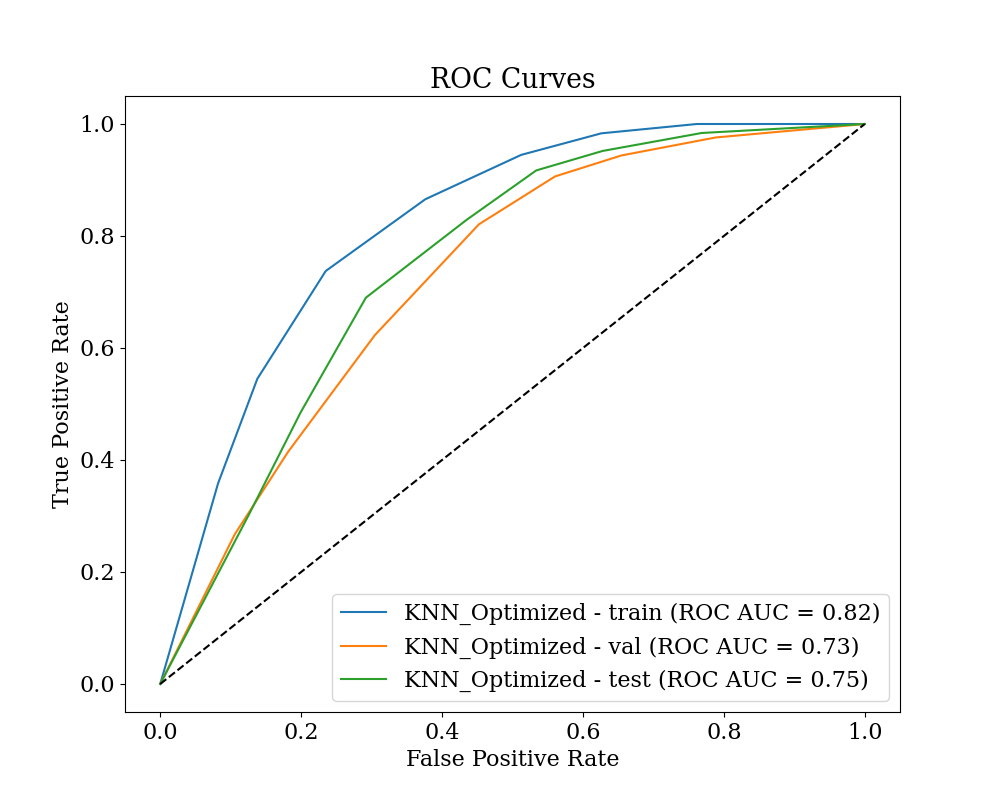 ROC Curves
1.0
0.8
0.6
0.4
0.2
0.0
True Positive Rate
KNN_Optimized - train (ROC AUC = 0.82)
KNN_Optimized - val (ROC AUC = 0.73)
KNN_Optimized - test (ROC AUC = 0.75)
0.0 0.2 0.4 0.6 0.8 1.0
False Positive Rate